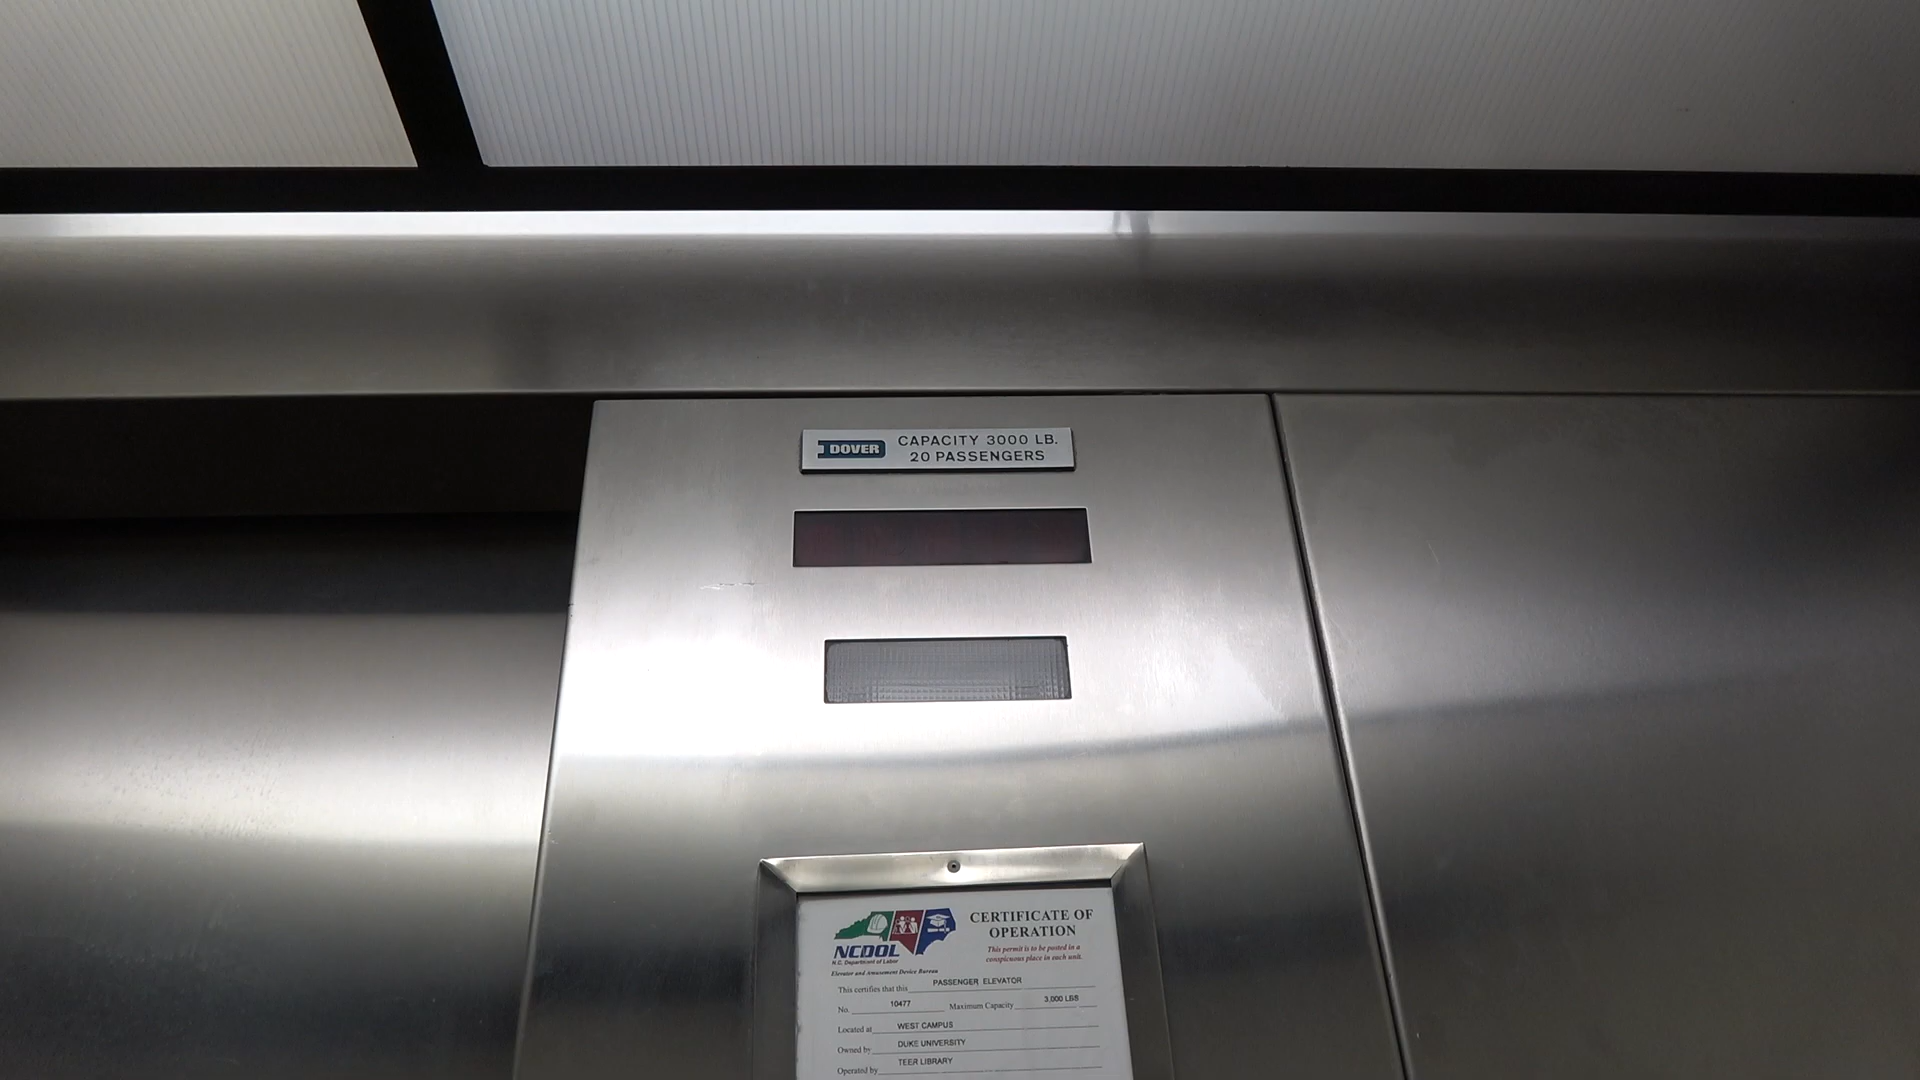 DOVER
CAPACITY 3000 LB.
20 PASSENGERS
NCDOL
N.C. Department of Labor
CERTIFICATE OF
OPERATION
This permit is to be posted in a
conspicuous place in each unit.
Elevator and Amusement Device Bureau
This certifies that this PASSENGER ELEVATOR
No. 10477 Maximum Capacity 3,000 LBS
Located at WEST CAMPUS
Owned by DUKE UNIVERSITY
Operated by TEER LIBRARY